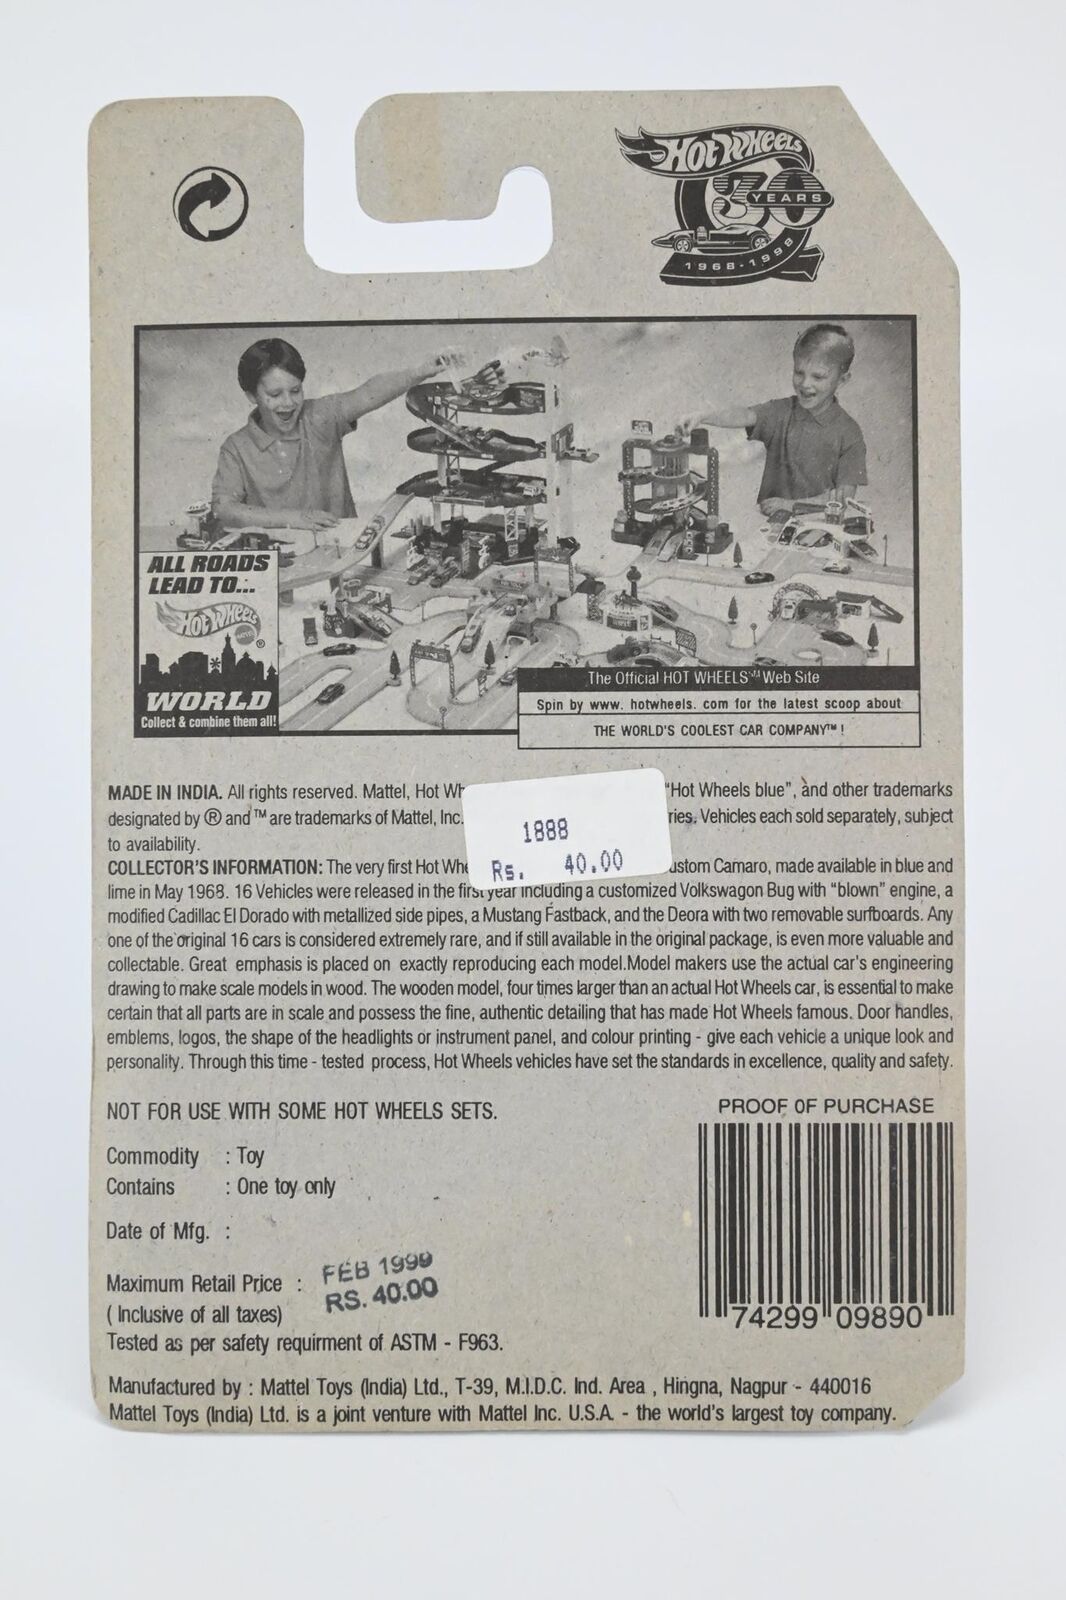 HOT WHEELS
30
YEARS
1968-1998
ALL ROADS
LEAD TO...
HOT WHEELS
MATTEL
®
WORLD
Collect & combine them all!
The Official HOT WHEELS™ Web Site
Spin by www. hotwheels. com for the latest scoop about
THE WORLD'S COOLEST CAR COMPANY™ !
MADE IN INDIA. All rights reserved. Mattel, Hot "Hot Wheels blue", and other trademarks
designated by ® and ™ are trademarks of Mattel, Inc. Vehicles each sold separately, subject
to availability.
1888
Rs. 40.00
COLLECTOR'S INFORMATION: The very first Hot Camaro, made available in blue and
lime in May 1968. 16 Vehicles were released in the first year including a customized Volkswagon Bug with "blown" engine, a
modified Cadillac El Dorado with metallized side pipes, a Mustang Fastback, and the Deora with two removable surfboards. Any
one of the original 16 cars is considered extremely rare, and if still available in the original package, is even more valuable and
collectable. Great emphasis is placed on exactly reproducing each model.Model makers use the actual car's engineering
drawing to make scale models in wood. The wooden model, four times larger than an actual Hot Wheels car, is essential to make
certain that all parts are in scale and possess the fine, authentic detailing that has made Hot Wheels famous. Door handles,
emblems, logos, the shape of the headlights or instrument panel, and colour printing - give each vehicle a unique look and
personality. Through this time - tested process, Hot Wheels vehicles have set the standards in excellence, quality and safety.
NOT FOR USE WITH SOME HOT WHEELS SETS.
PROOF OF PURCHASE
Commodity : Toy
Contains : One toy only
Date of Mfg. :
FEB 1999
Maximum Retail Price : RS. 40.00
( Inclusive of all taxes)
74299 09890
Tested as per safety requirment of ASTM - F963.
Manufactured by : Mattel Toys (India) Ltd., T-39, M.I.D.C. Ind. Area , Hingna, Nagpur - 440016
Mattel Toys (India) Ltd. is a joint venture with Mattel Inc. U.S.A. - the world's largest toy company.